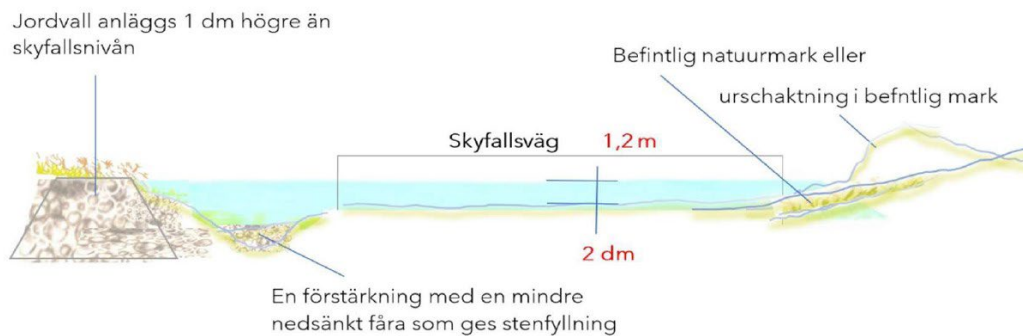 Jordvall anläggs 1 dm högre än
skyfallsnivån
Befintlig natuurmark eller
urschaktning i befntlig mark
Skyfallsväg 1,2 m
2 dm
En förstärkning med en mindre
nedsänkt fåra som ges stenfyllning